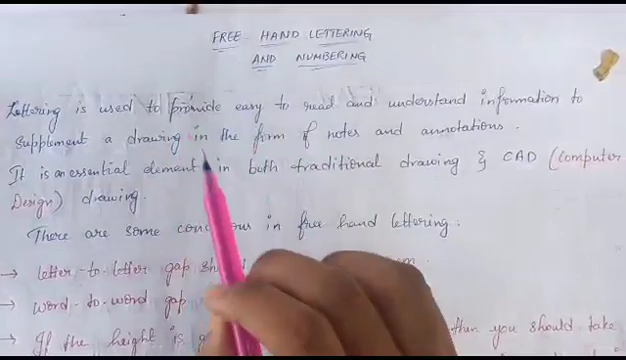 FREE HAND LETTERING
AND NUMBERING
Lettering is used to provide easy to read and understand information to
supplement a drawing in the form of notes and annotations.
It is an essential element in both traditional drawing & CAD (Computer
Design) drawing.
There are some in free hand lettering.
→ letter-to-letter gap
→ word-to-word gap
→ If the height is then you should take